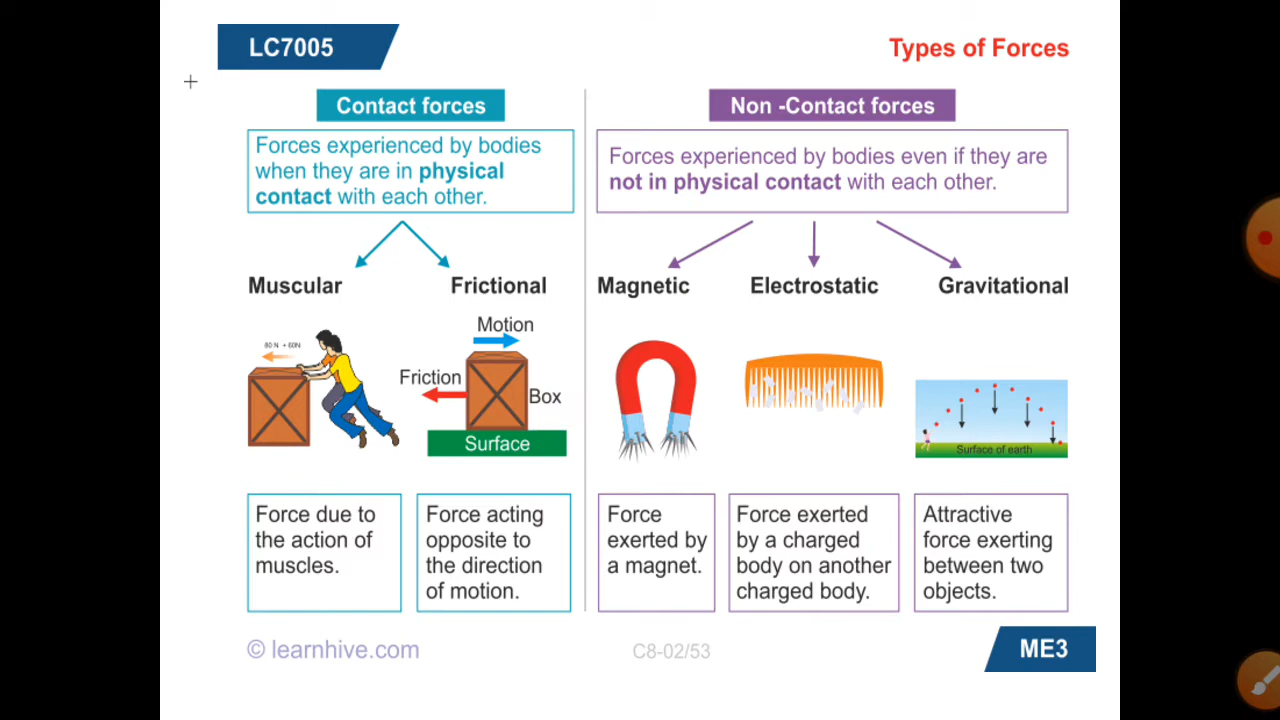 LC7005
Types of Forces
Contact forces
Forces experienced by bodies
when they are in physical
contact with each other.
Muscular
Frictional
80 N + 60N
Motion
Friction
Box
Surface
Force due to
the action of
muscles.
Force acting
opposite to
the direction
of motion.
Non -Contact forces
Forces experienced by bodies even if they are
not in physical contact with each other.
Magnetic
Electrostatic
Gravitational
Surface of earth
Force
exerted by
a magnet.
Force exerted
by a charged
body on another
charged body.
Attractive
force exerting
between two
objects.
© learnhive.com
C8-02/53
ME3